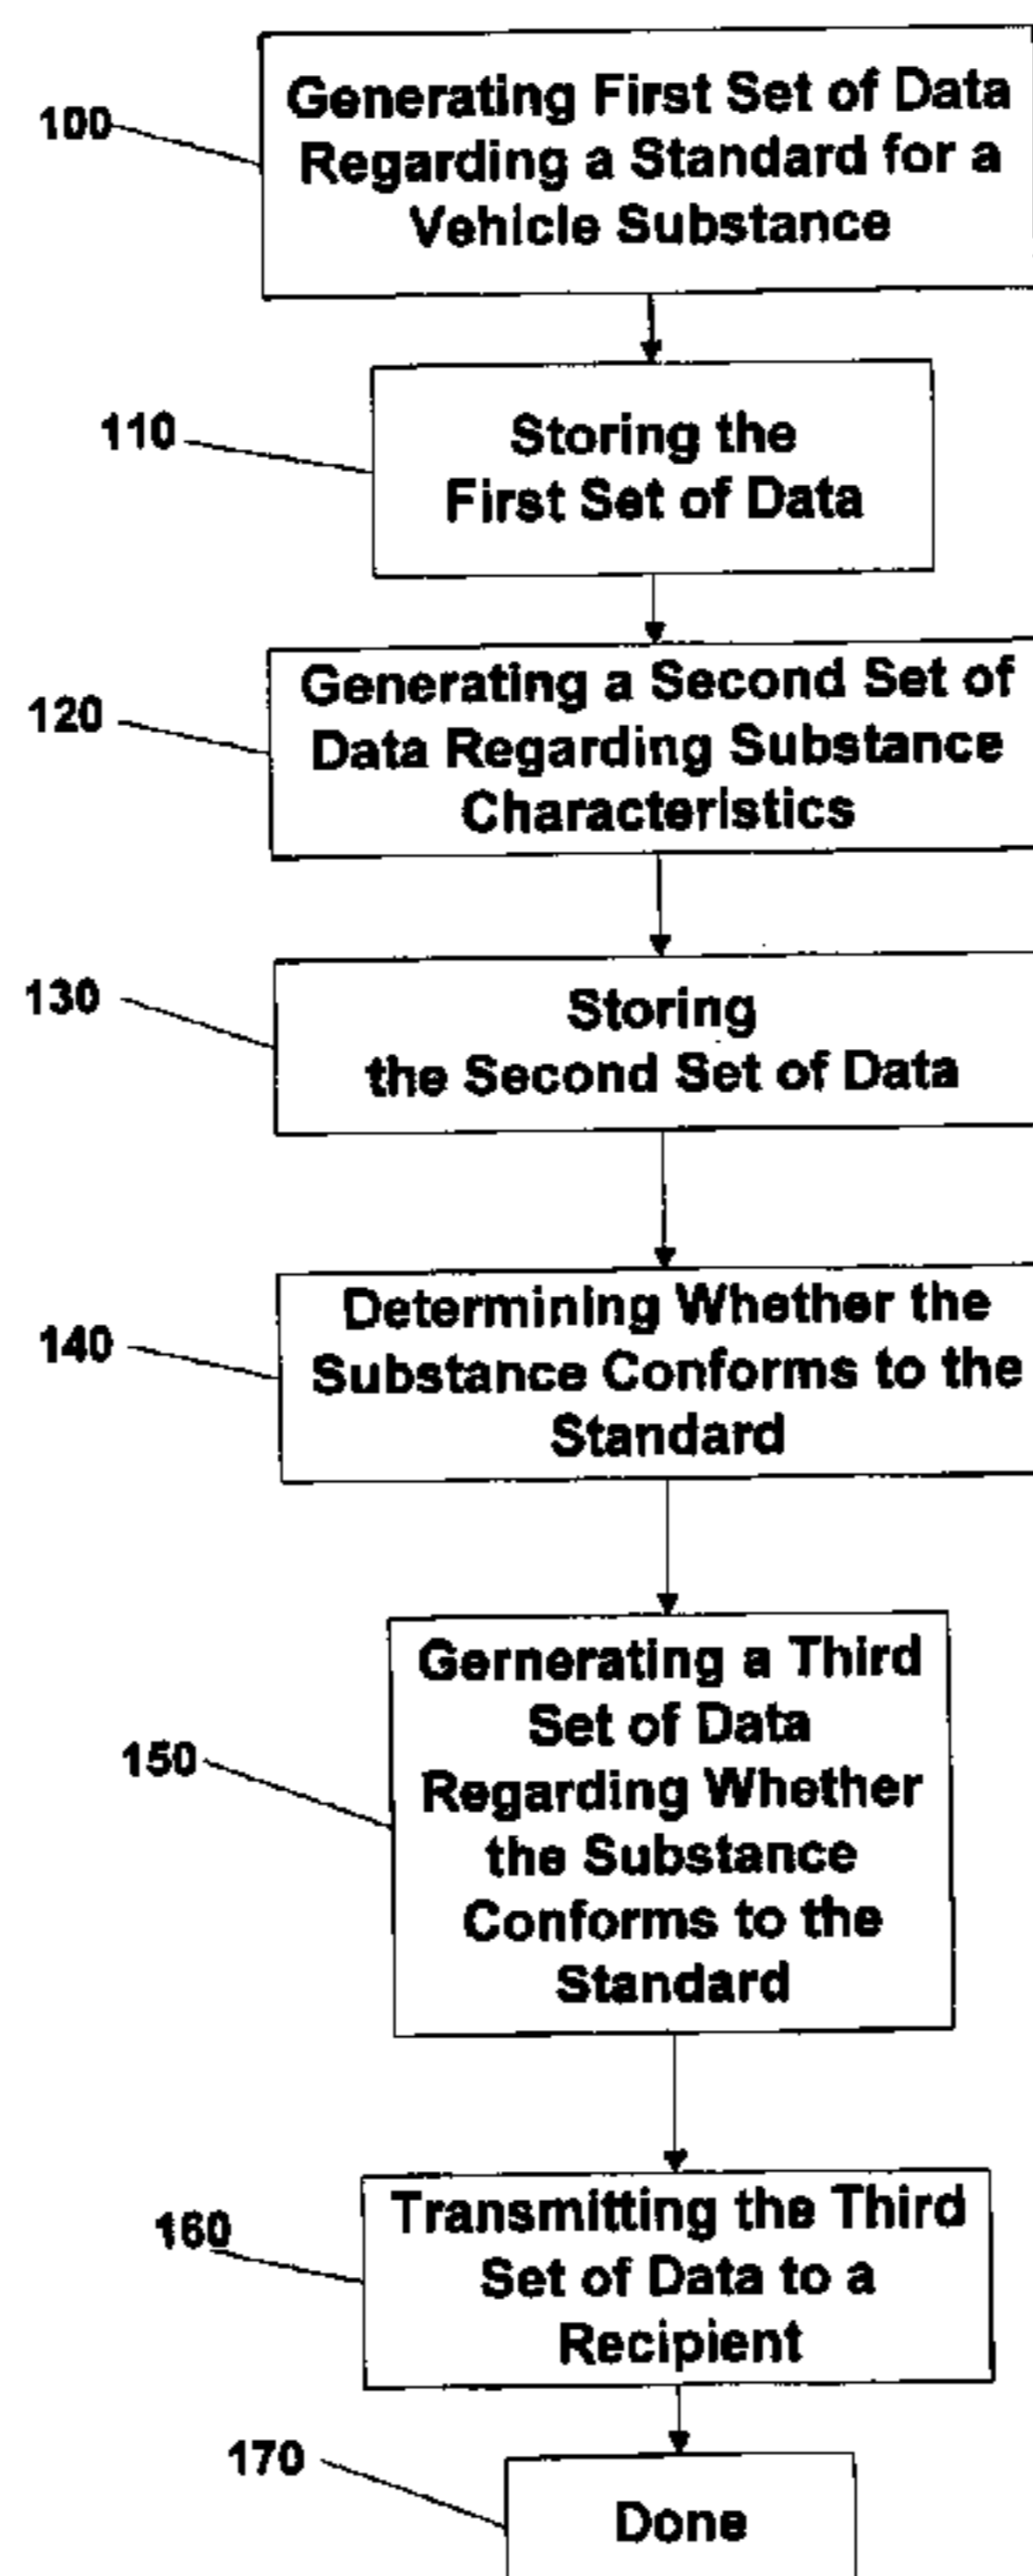 100
Generating First Set of Data
Regarding a Standard for a
Vehicle Substance
110
Storing the
First Set of Data
120
Generating a Second Set of
Data Regarding Substance
Characteristics
130
Storing
the Second Set of Data
140
Determining Whether the
Substance Conforms to the
Standard
150
Gernerating a Third
Set of Data
Regarding Whether
the Substance
Conforms to the
Standard
160
Transmitting the Third
Set of Data to a
Recipient
170
Done